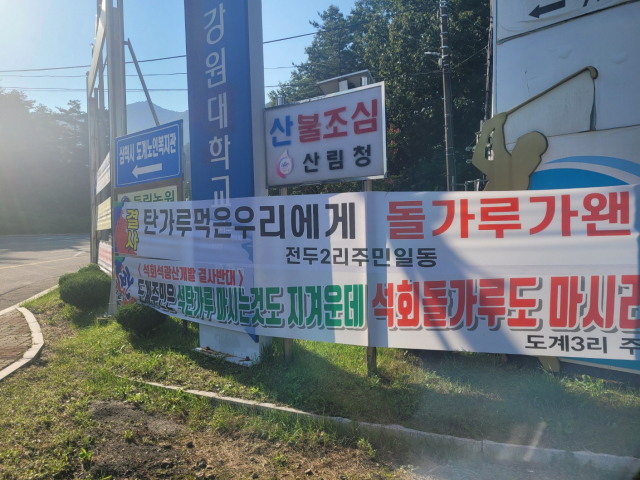 강원대학교
산불조심
산림청
삼척시 도계노인복지관
결사
탄가루먹은우리에게 돌가루가왠
전두2리주민일동
< 석회석광산개발 결사반대 >
도계주민은 석탄가루 마시는것도 지겨운데 석회돌가루도 마시라
도계3리 주